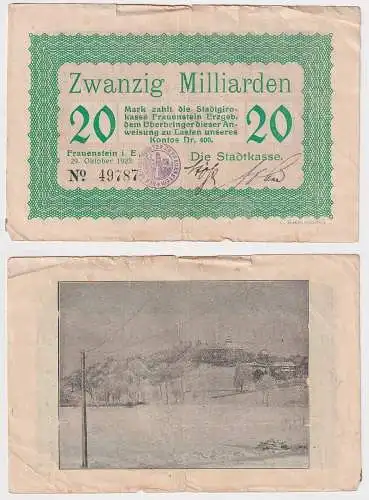 Zwanzig Milliarden
20 Mark zahlt die Stadtgiro- 20
kasse Frauenstein Erzgeb.
dem Überbringer dieser An-
weisung zu Lasten unseres
Kontos Nr. 400.
Frauenstein i. E., Die Stadtkasse.
29. Oktober 1923.
No 49787